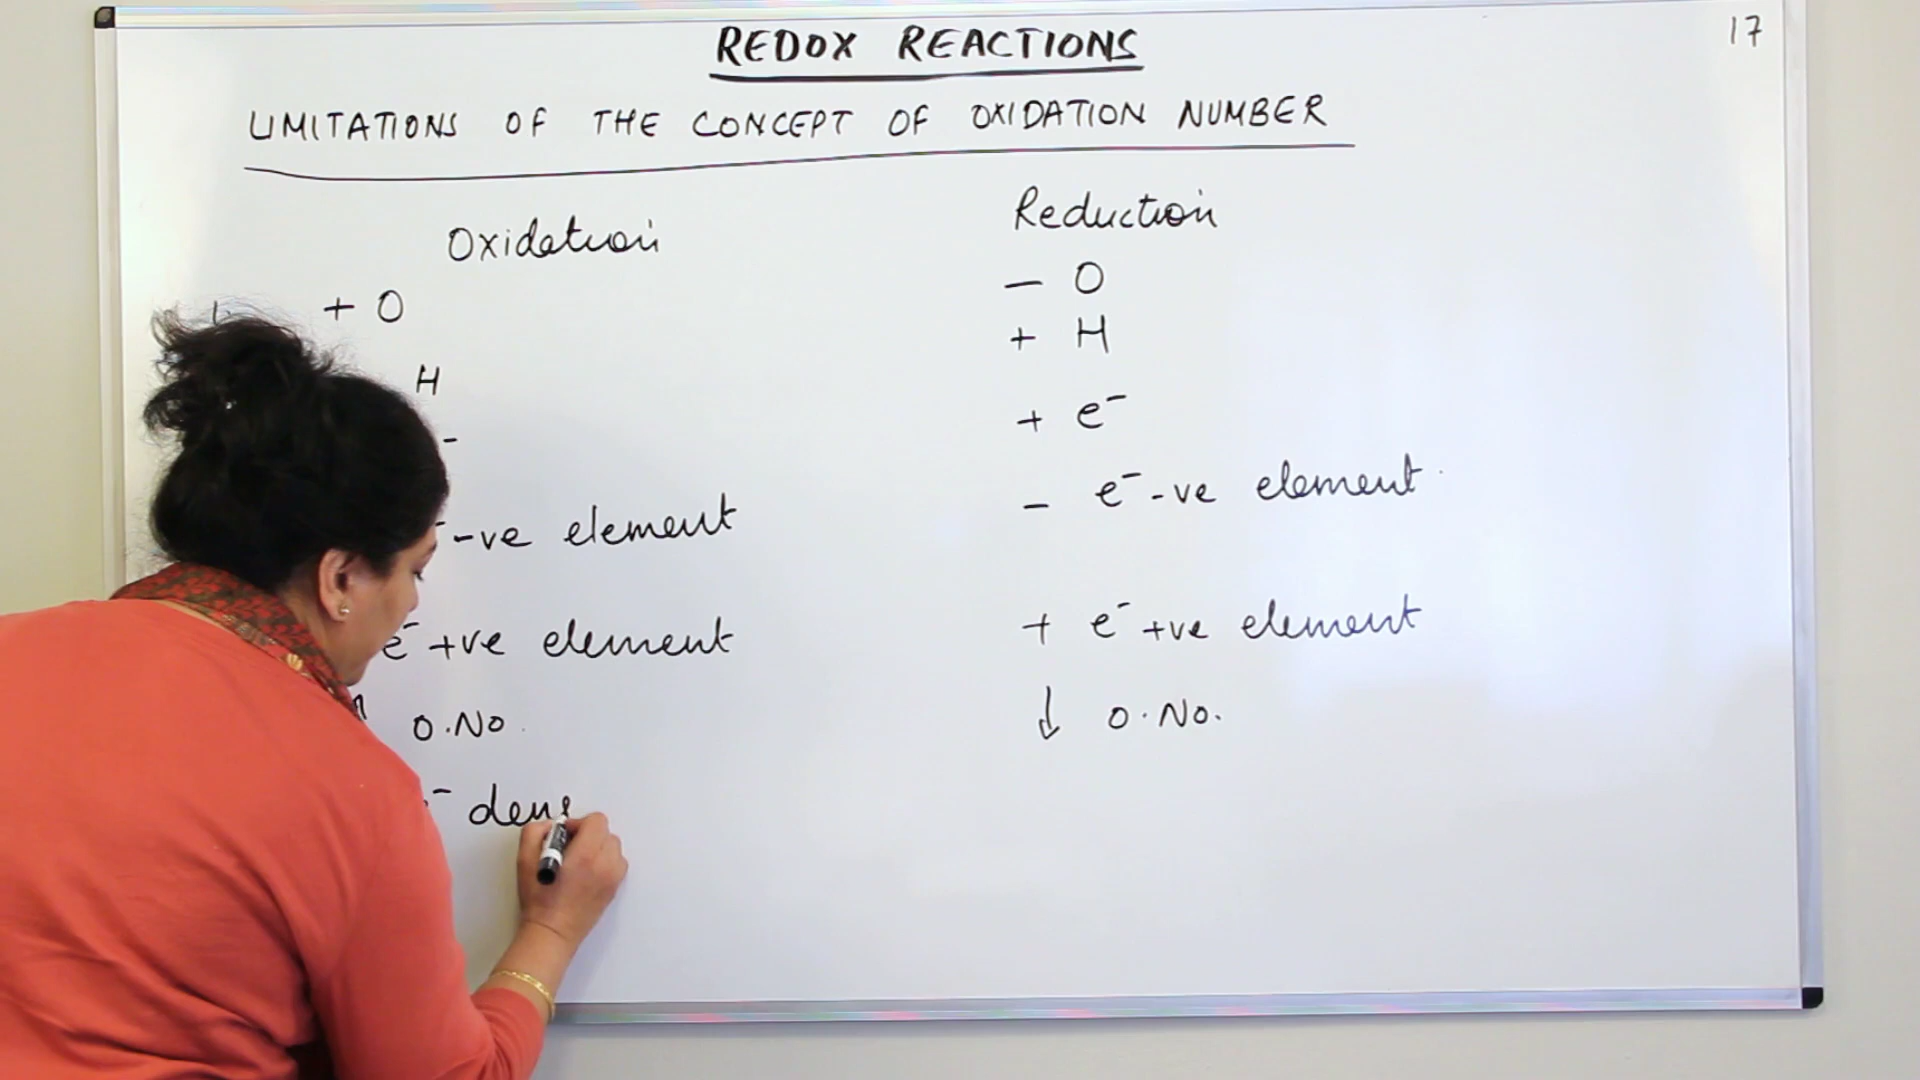 REDOX REACTIONS
17
LIMITATIONS OF THE CONCEPT OF OXIDATION NUMBER
Oxidation
+ O
H
-
-ve element
e⁻ +ve element
O.No.
⁻ dens
Reduction
- O
+ H
+ e⁻
- e⁻-ve element
+ e⁻+ve element
↓ O.No.